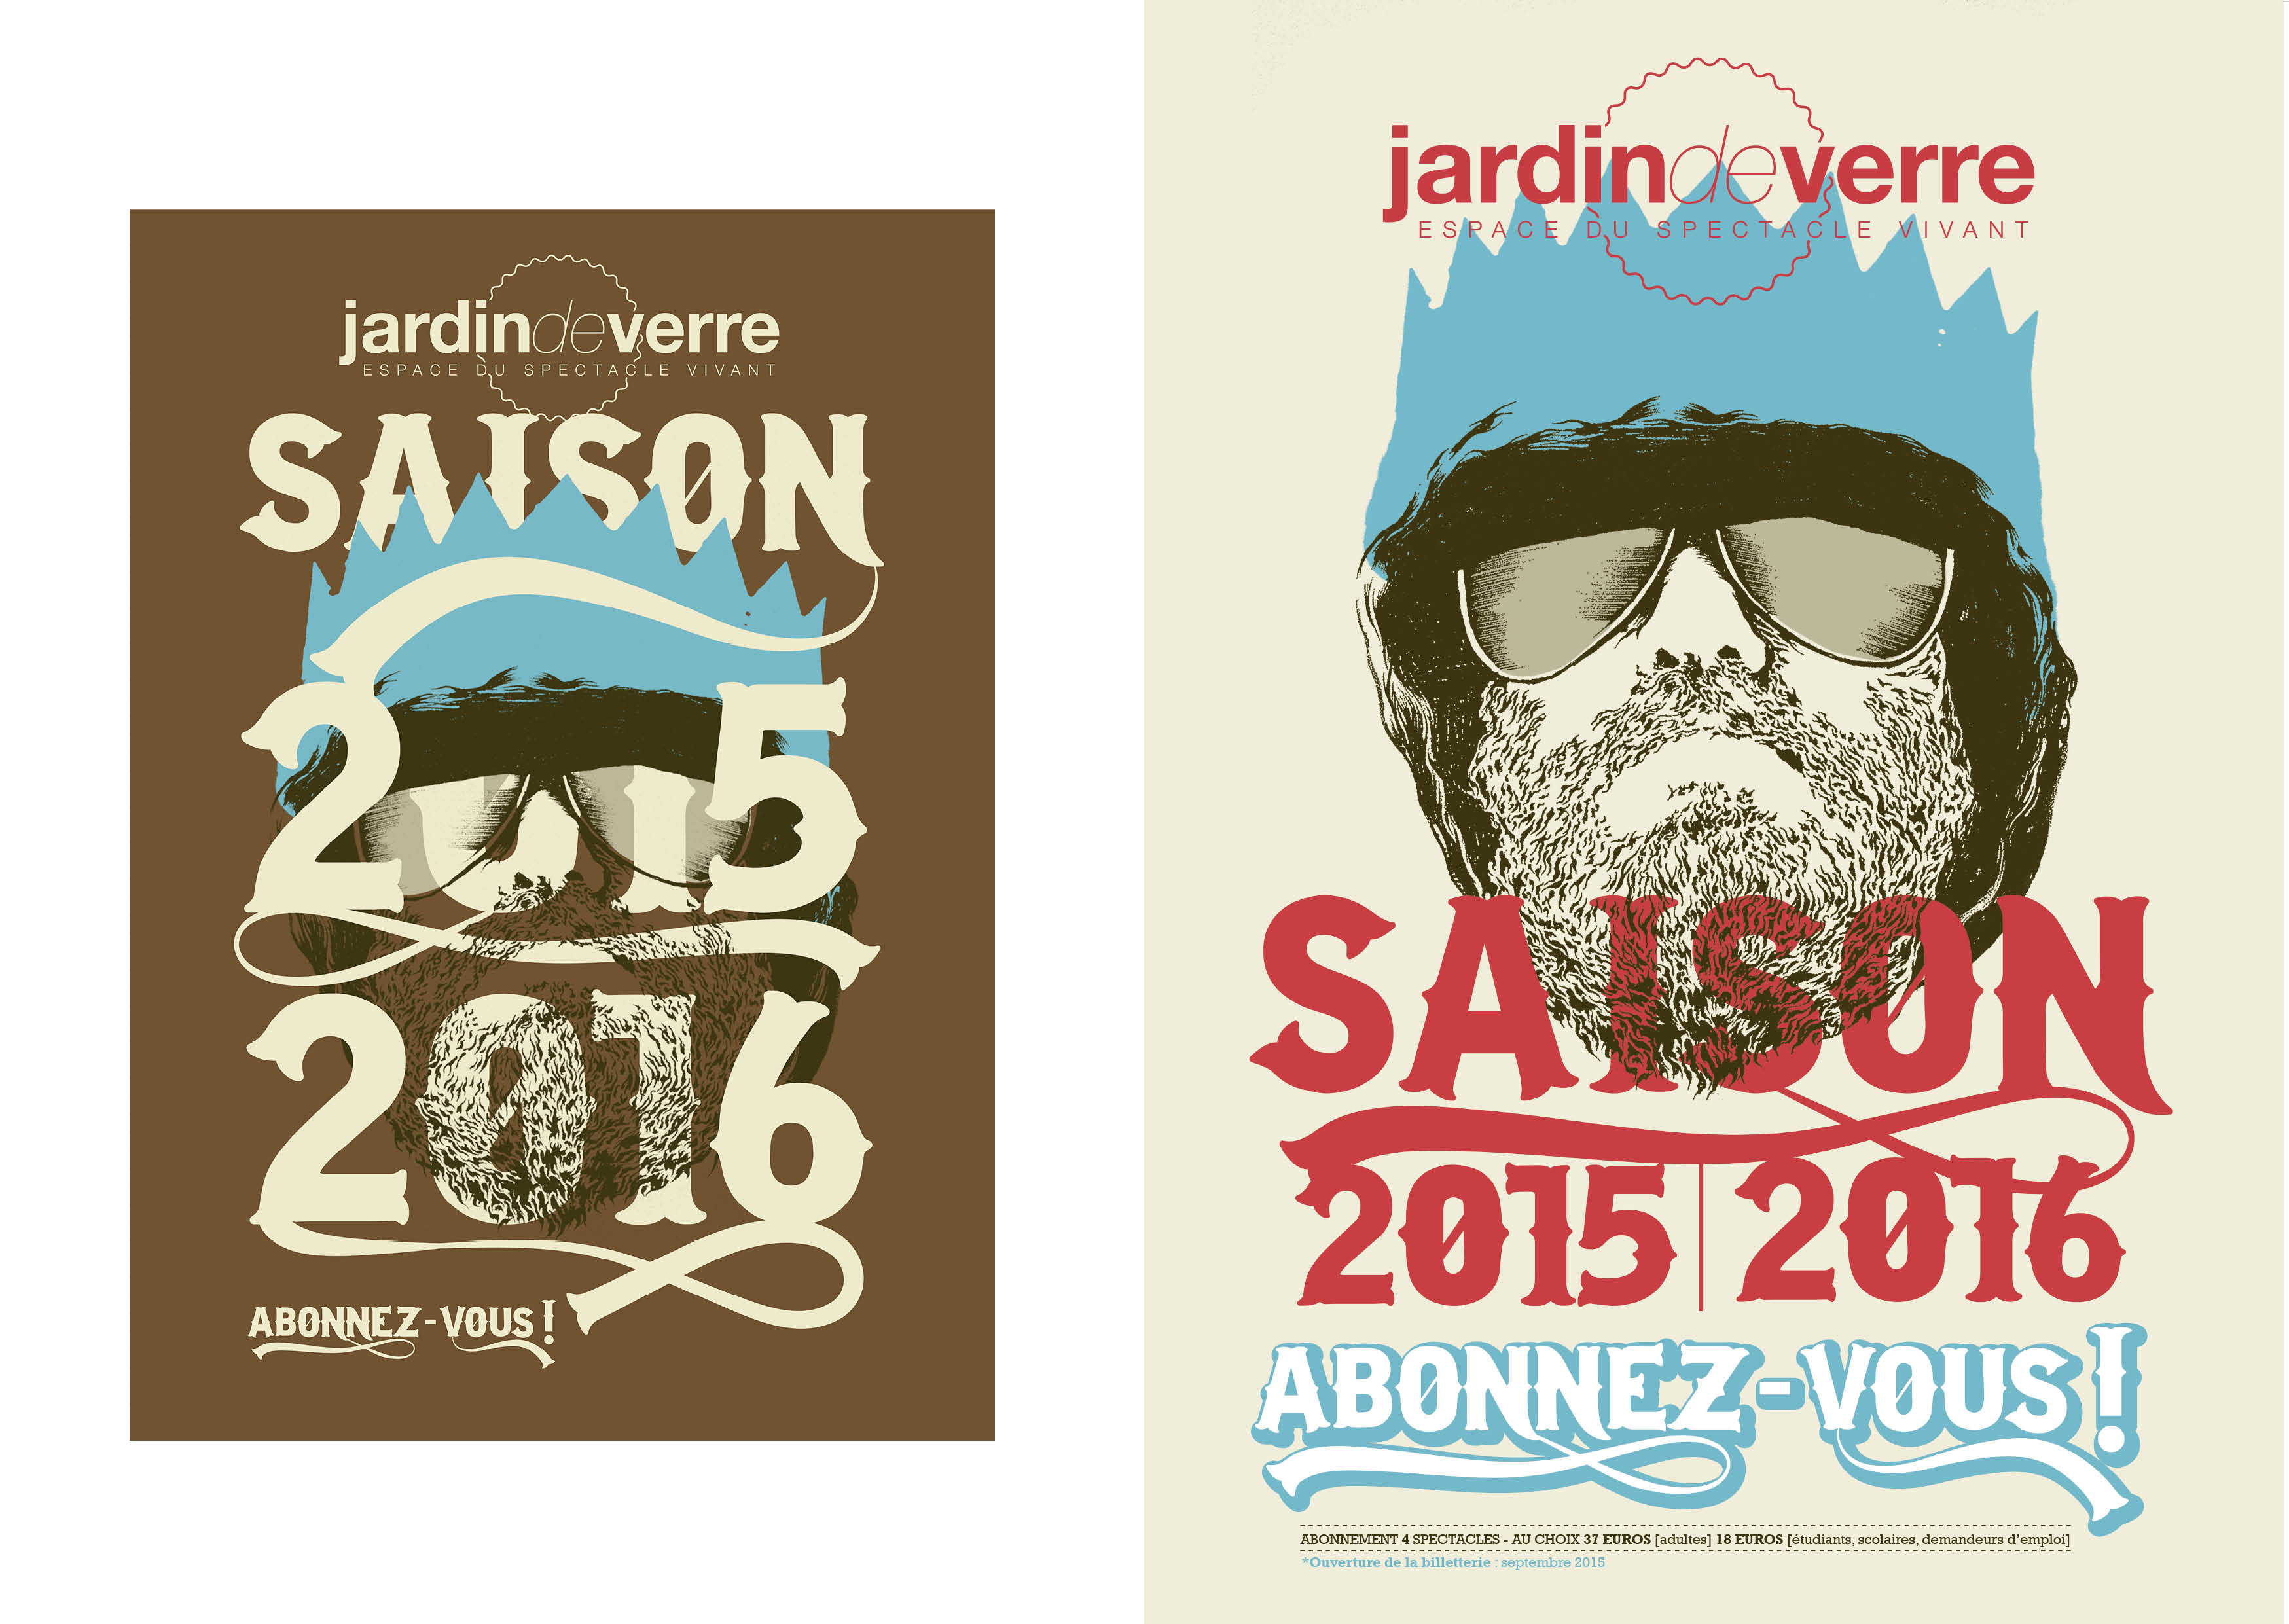 jardindeverre
ESPACE DU SPECTACLE VIVANT
SAISON
2015
2016
ABONNEZ-VOUS !
jardindeverre
ESPACE DU SPECTACLE VIVANT
SAISON
2015 | 2016
ABONNEZ-VOUS !
ABONNEMENT 4 SPECTACLES - AU CHOIX 37 EUROS [adultes] 18 EUROS [étudiants, scolaires, demandeurs d'emploi]
*Ouverture de la billetterie : septembre 2015